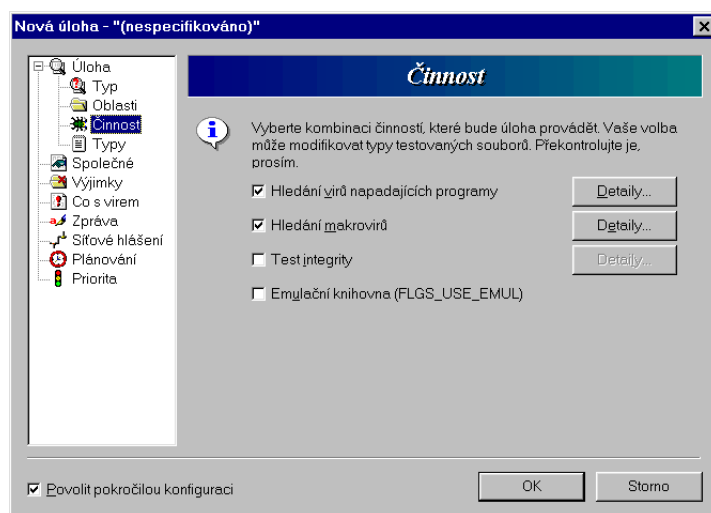 Nová úloha - "(nespecifikováno)"
Úloha
Typ
Oblasti
Činnost
Typy
Společné
Výjimky
Co s virem
Zpráva
Síťové hlášení
Plánování
Priorita
Činnost
Vyberte kombinaci činností, které bude úloha provádět. Vaše volba
může modifikovat typy testovaných souborů. Překontrolujte je,
prosím.
Hledání virů napadajících programy
Detaily...
Hledání makrovirů
Detaily...
Test integrity
Detaily...
Emulační knihovna (FLGS_USE_EMUL)
Povolit pokročilou konfiguraci
OK
Storno